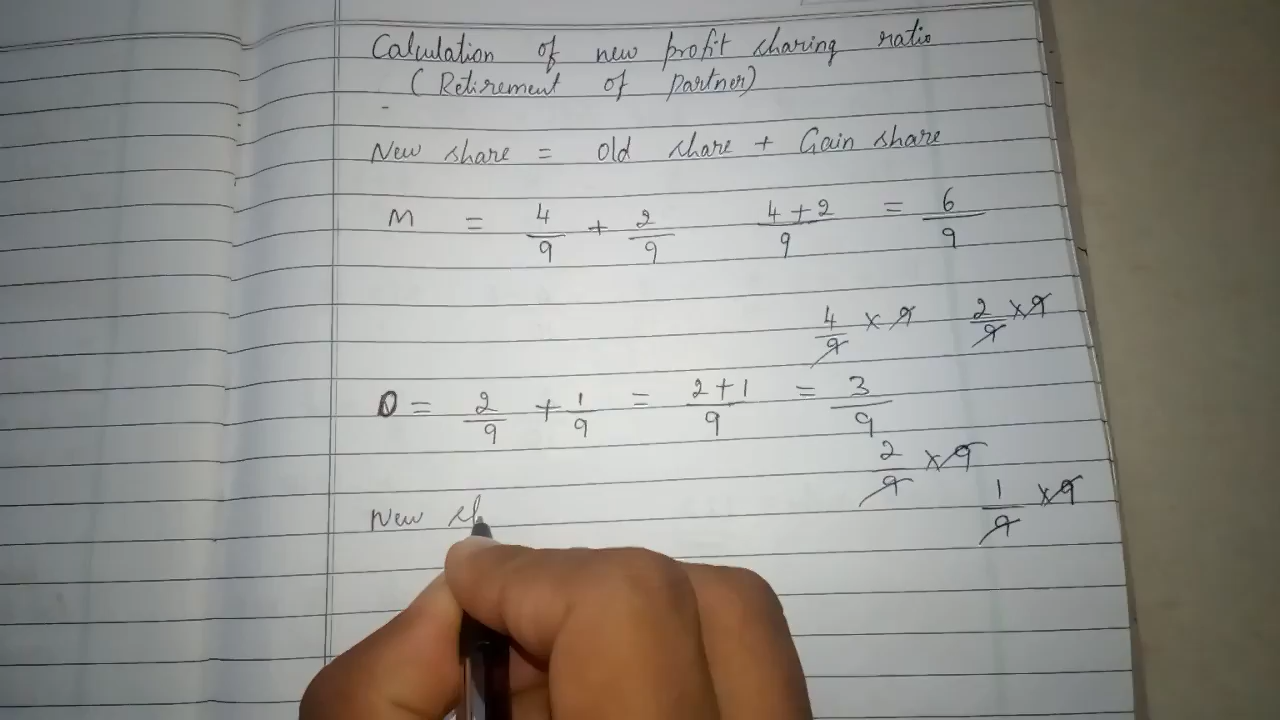 Calculation of new profit sharing ratio
(Retirement of Partner)
New share = Old share + Gain share
M = 4/9 + 2/9 4+2/9 = 6/9
4/9 × 9 2/9 × 9
O = 2/9 + 1/9 = 2+1/9 = 3/9
2/9 × 9
1/9 × 9
New sh